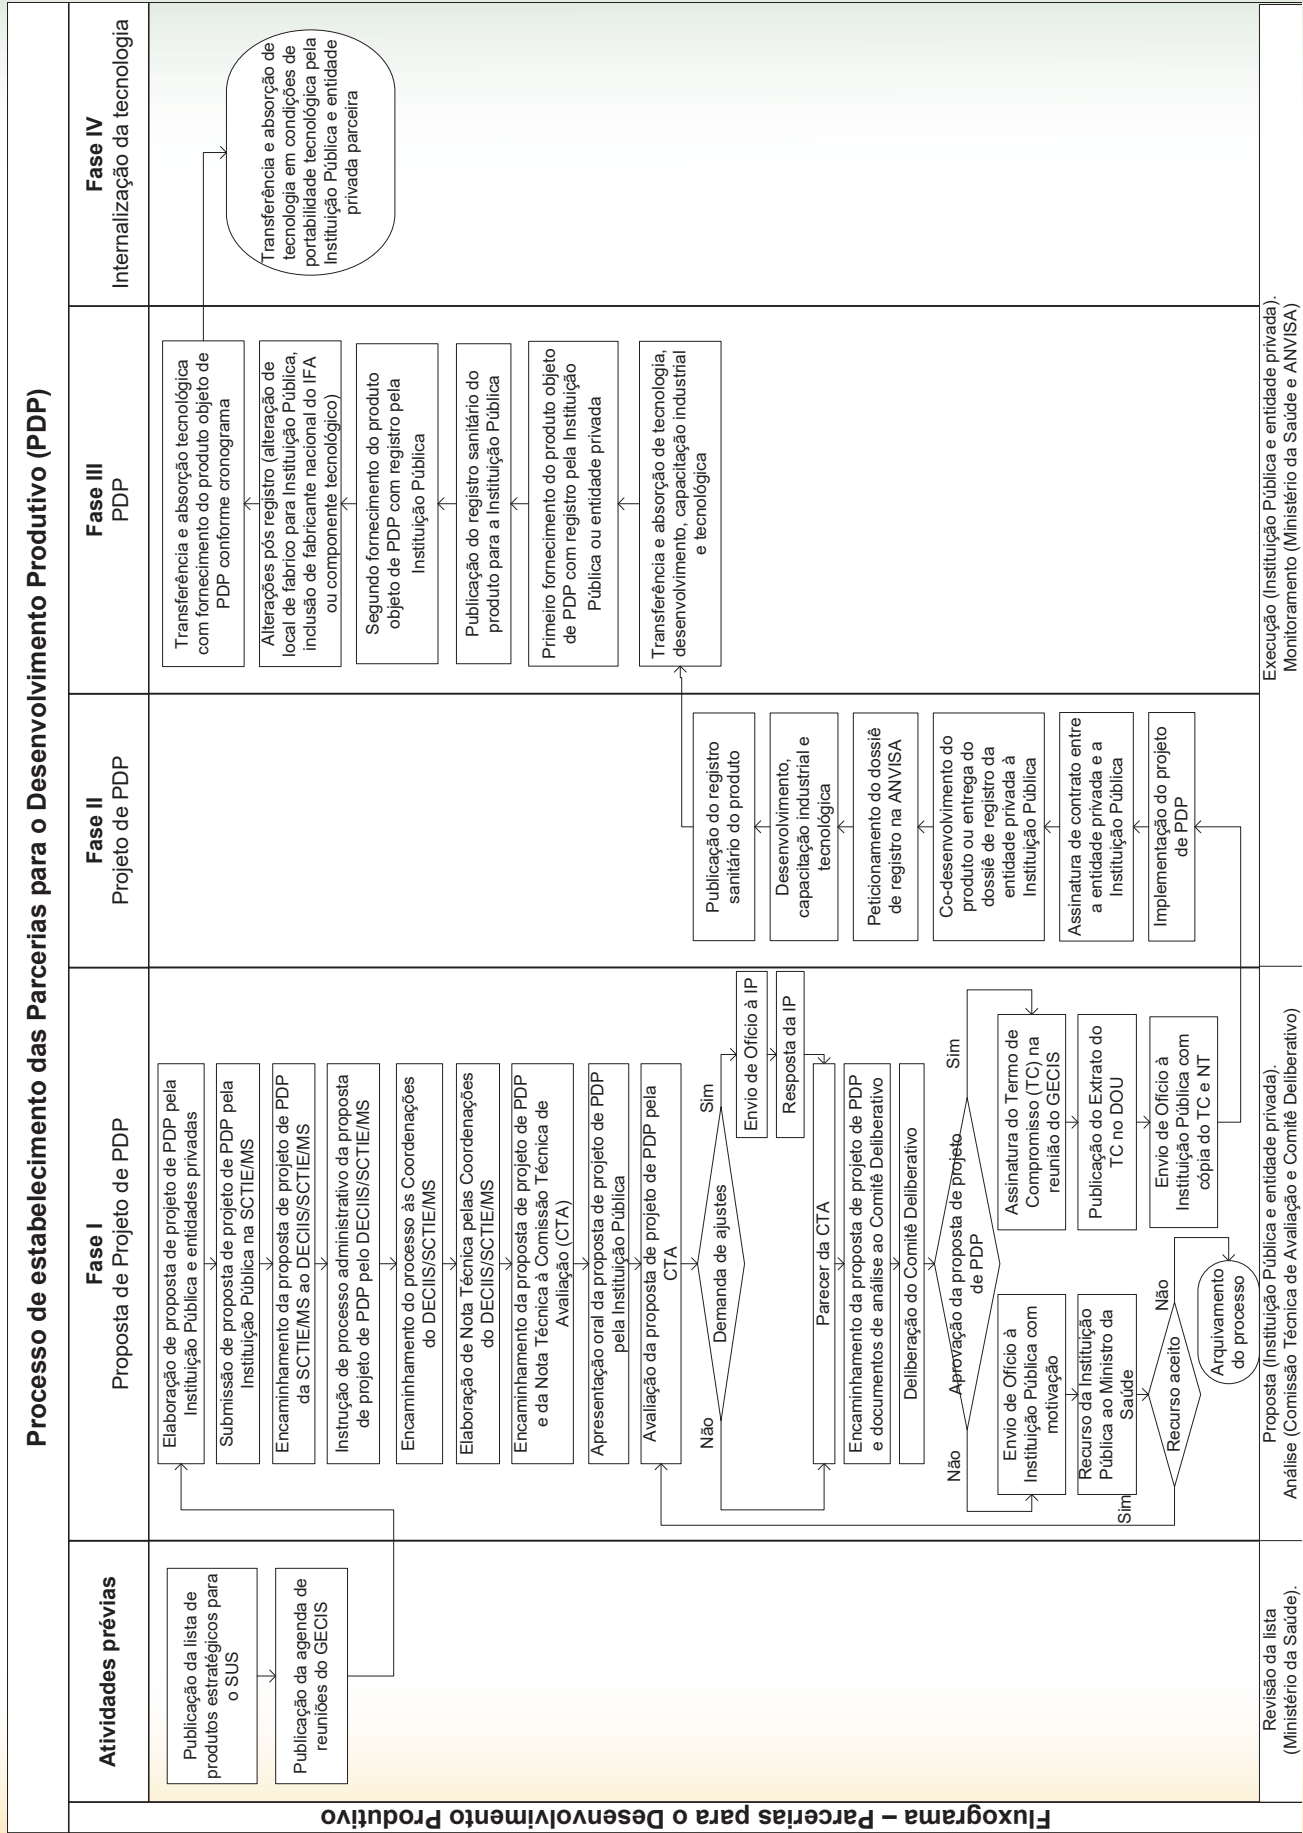 Processo de estabelecimento das Parcerias para o Desenvolvimento Produtivo (PDP)
Fluxograma – Parcerias para o Desenvolvimento Produtivo
Atividades prévias
Publicação da lista de
produtos estratégicos para
o SUS
Publicação da agenda de
reuniões do GECIS
Revisão da lista
(Ministério da Saúde).
Fase I
Proposta de Projeto de PDP
Elaboração de proposta de projeto de PDP pela
Instituição Pública e entidades privadas
Submissão de proposta de projeto de PDP pela
Instituição Pública na SCTIE/MS
Encaminhamento da proposta de projeto de PDP
da SCTIE/MS ao DECIIS/SCTIE/MS
Instrução de processo administrativo da proposta
de projeto de PDP pelo DECIIS/SCTIE/MS
Encaminhamento do processo às Coordenações
do DECIIS/SCTIE/MS
Elaboração de Nota Técnica pelas Coordenações
do DECIIS/SCTIE/MS
Encaminhamento da proposta de projeto de PDP
e da Nota Técnica à Comissão Técnica de
Avaliação (CTA)
Apresentação oral da proposta de projeto de PDP
pela Instituição Pública
Avaliação da proposta de projeto de PDP pela
CTA
Não
Demanda de ajustes
Sim
Envio de Ofício à IP
Resposta da IP
Parecer da CTA
Encaminhamento da proposta de projeto de PDP
e documentos de análise ao Comitê Deliberativo
Deliberação do Comitê Deliberativo
Não
Aprovação da proposta de projeto
de PDP
Sim
Envio de Ofício à
Instituição Pública com
motivação
Recurso da Instituição
Pública ao Ministro da
Saúde
Sim
Recurso aceito
Não
Arquivamento
do processo
Assinatura do Termo de
Compromisso (TC) na
reunião do GECIS
Publicação do Extrato do
TC no DOU
Envio de Ofício à
Instituição Pública com
cópia do TC e NT
Proposta (Instituição Pública e entidade privada).
Análise (Comissão Técnica de Avaliação e Comitê Deliberativo)
Fase II
Projeto de PDP
Publicação do registro
sanitário do produto
Desenvolvimento,
capacitação industrial e
tecnológica
Peticionamento do dossiê
de registro na ANVISA
Co-desenvolvimento do
produto ou entrega do
dossiê de registro da
entidade privada à
Instituição Pública
Assinatura de contrato entre
a entidade privada e a
Instituição Pública
Implementação do projeto
de PDP
Fase III
PDP
Transferência e absorção tecnológica
com fornecimento do produto objeto de
PDP conforme cronograma
Alterações pós registro (alteração de
local de fabrico para Instituição Pública,
inclusão de fabricante nacional do IFA
ou componente tecnológico)
Segundo fornecimento do produto
objeto de PDP com registro pela
Instituição Pública
Publicação do registro sanitário do
produto para a Instituição Pública
Primeiro fornecimento do produto objeto
de PDP com registro pela Instituição
Pública ou entidade privada
Transferência e absorção de tecnologia,
desenvolvimento, capacitação industrial
e tecnológica
Fase IV
Internalização da tecnologia
Transferência e absorção de
tecnologia em condições de
portabilidade tecnológica pela
Instituição Pública e entidade
privada parceira
Execução (Instituição Pública e entidade privada).
Monitoramento (Ministério da Saúde e ANVISA)